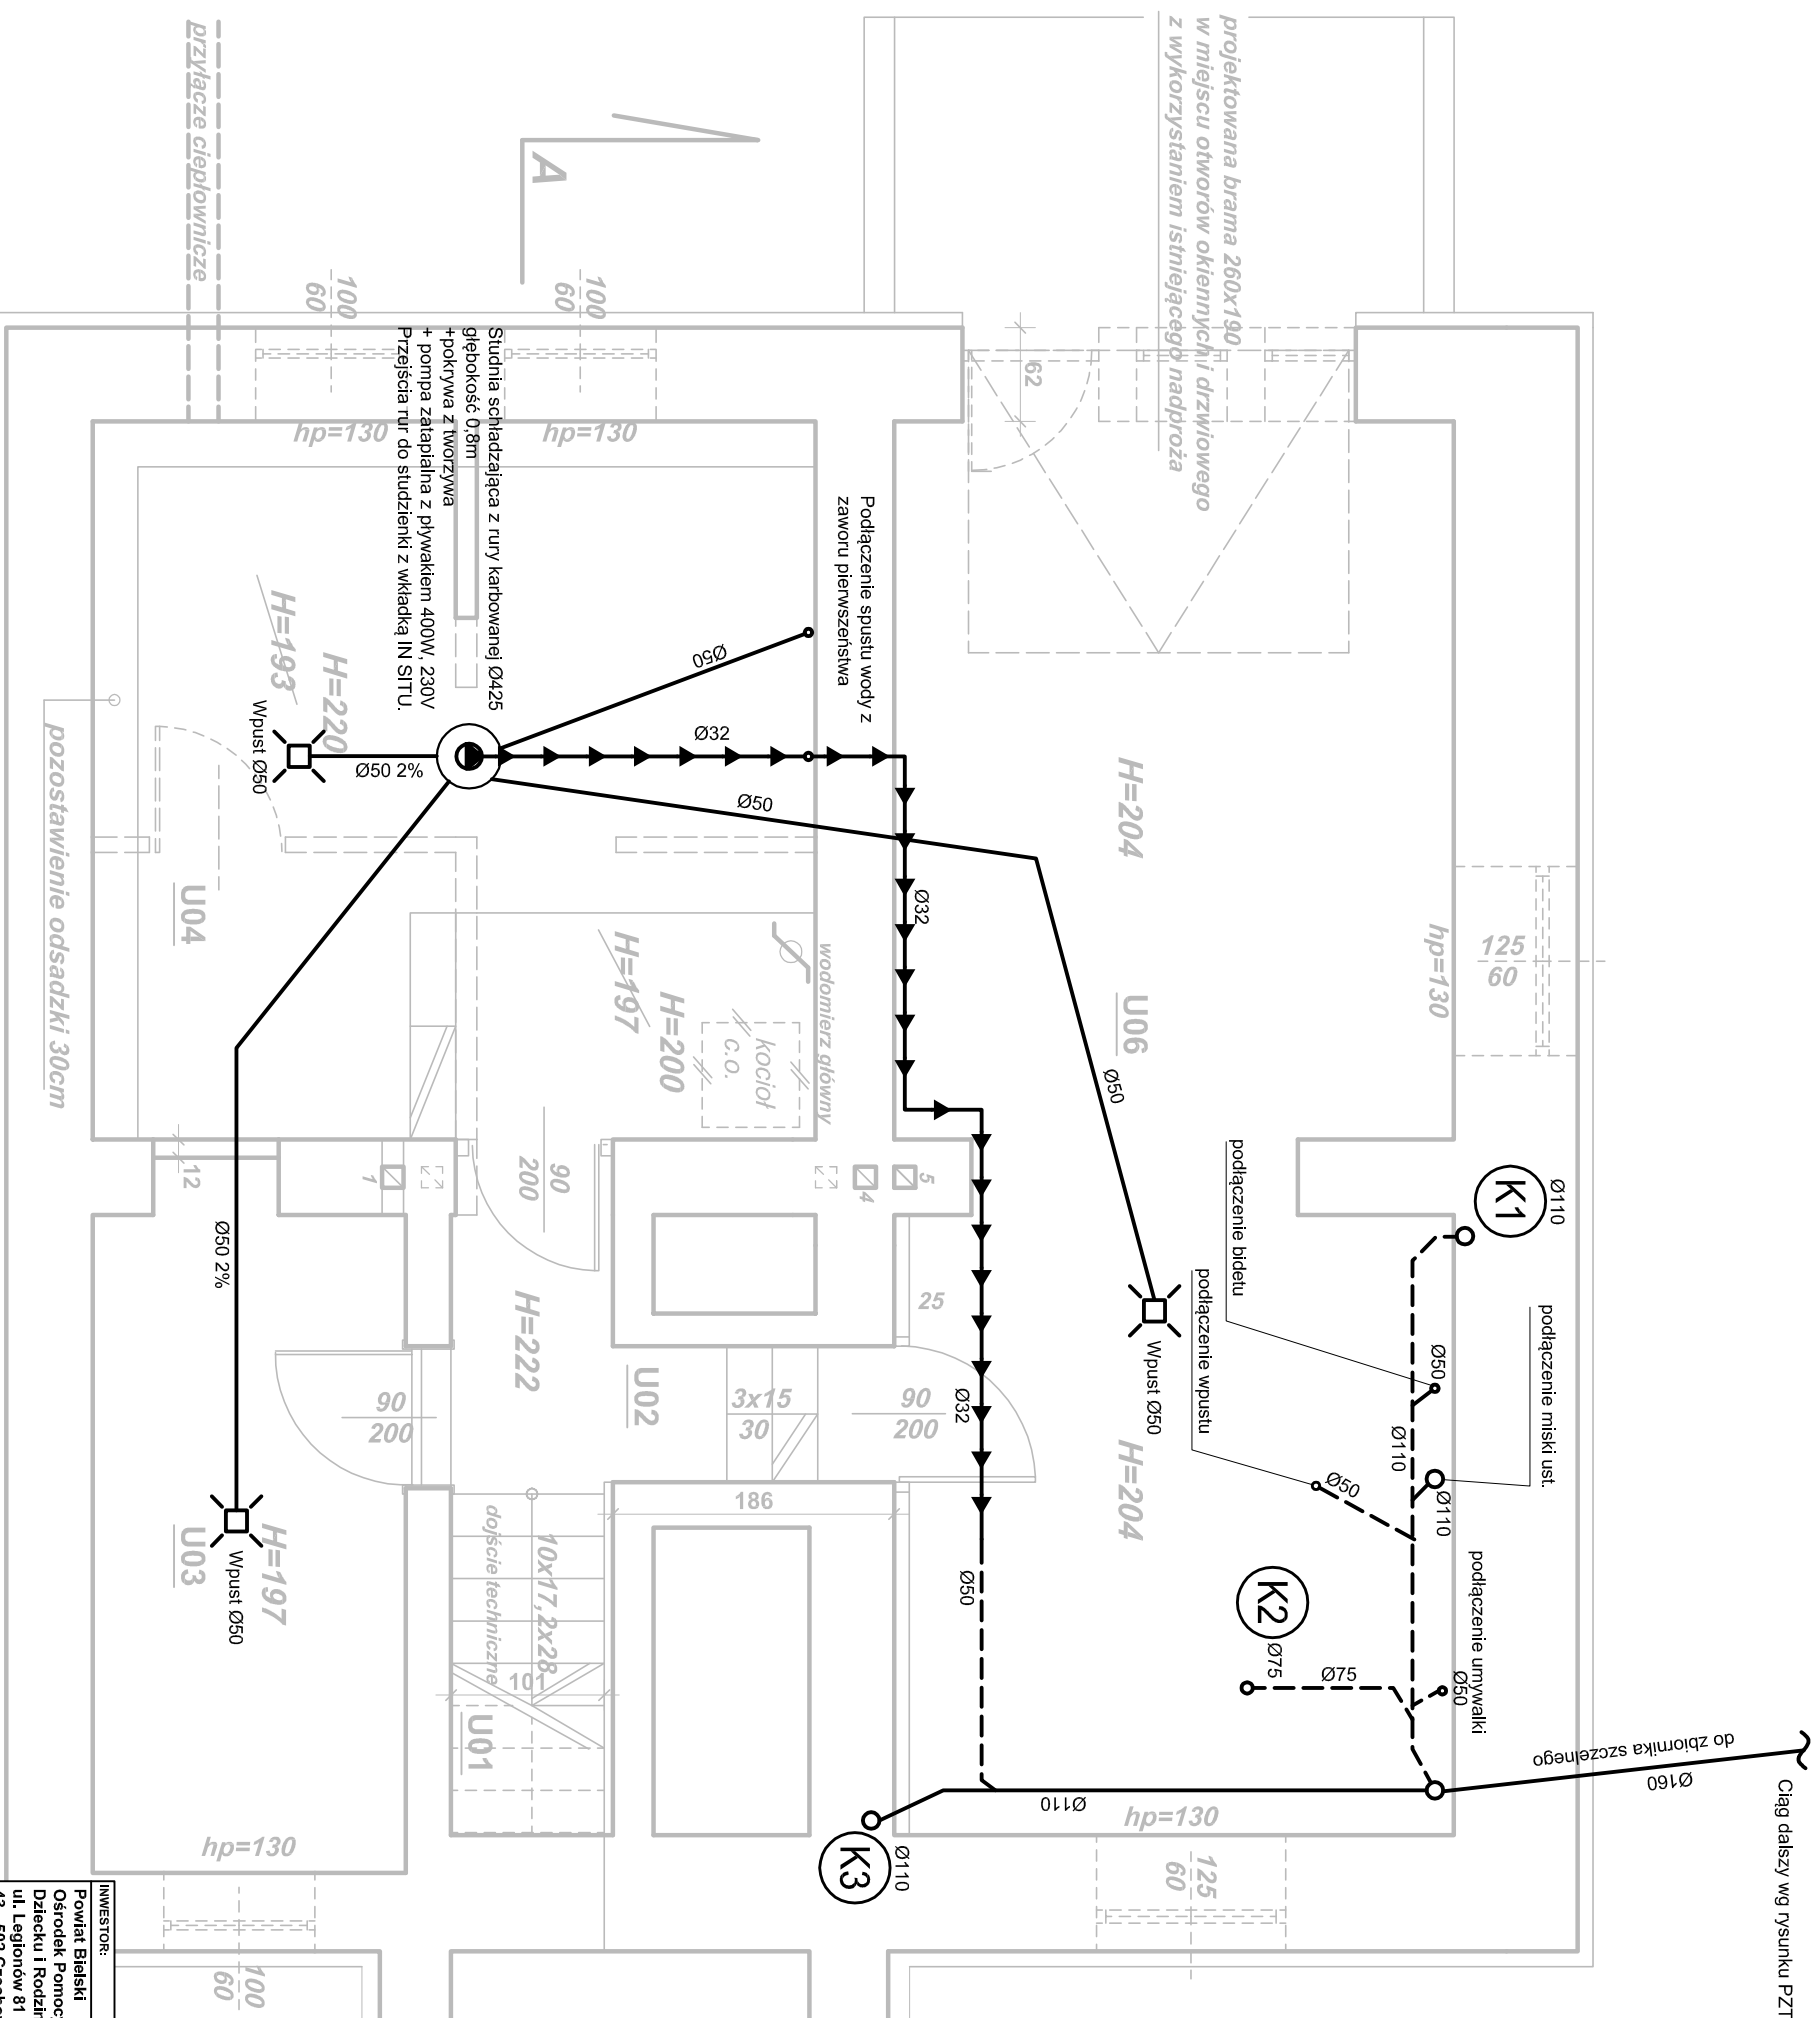 przyłącze ciepłownicze
A
projektowana brama 260x190
w miejscu otworów okiennych i drzwiowego
z wykorzystaniem istniejącego nadproża
100
60
100
60
62
hp=130
hp=130
Studnia schładzająca z rury karbowanej Ø425
głębokość 0,8m
+pokrywa z tworzywa
+ pompa zatapialna z pływakiem 400W, 230V
Przejścia rur do studzienki z wkładką IN SITU.
Podłączenie spustu wody z
zaworu pierwszeństwa
H=193
H=220
Wpust Ø50
Ø50 2%
Ø50
Ø32
Ø50
Ø32
H=204
U06
U04
pozostawienie odsadzki 30cm
H=197
H=200
kocioł
c.o.
wodomierz główny
hp=130
125
60
Ø50
12
1
90
200
4
5
25
Ø50 2%
H=222
U02
3x15
30
90
200
90
200
Ø32
186
H=204
Wpust Ø50
podłączenie bidetu
podłączenie wpustu
K1
Ø110
podłączenie miski ust.
Ø50
Ø110
Ø50
Ø110
podłączenie umywalki
Ø50
K2
Ø75
Ø75
Ø50
H=197
U03
Wpust Ø50
10x17,2x28
dojście techniczne
101
U01
do zbiornika szczelnego
Ø160
Ciąg dalszy wg rysunku PZT
Ø110
K3
Ø110
hp=130
125
60
hp=130
100
60
INWESTOR:
Powiat Bielski
Ośrodek Pomocy
Dziecku i Rodzin
ul. Legionów 81